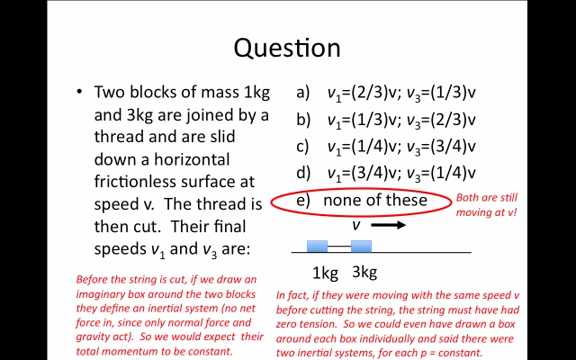 Question
• Two blocks of mass 1kg
and 3kg are joined by a
thread and are slid
down a horizontal
frictionless surface at
speed v. The thread is
then cut. Their final
speeds v₁ and v₃ are:
a) v₁=(2/3)v; v₃=(1/3)v
b) v₁=(1/3)v; v₃=(2/3)v
c) v₁=(1/4)v; v₃=(3/4)v
d) v₁=(3/4)v; v₃=(1/4)v
e) none of these
Both are still
moving at v!
v
1kg 3kg
Before the string is cut, if we draw an
imaginary box around the two blocks
they define an inertial system (no net
force in, since only normal force and
gravity act). So we would expect their
total momentum to be constant.
In fact, if they were moving with the same speed v
before cutting the string, the string must have had
zero tension. So we could even have drawn a box
around each box individually and said there were
two inertial systems, for each p = constant.